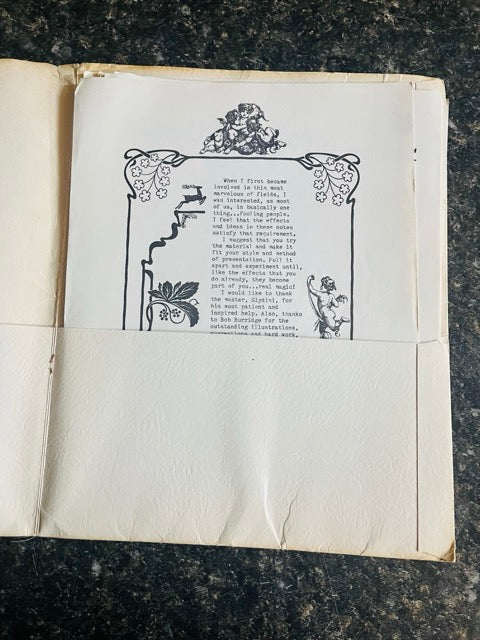 When I first became
involved in this most
marvelous of fields, I
was interested, as most
of us, in basically one
thing...fooling people.
I feel that the effects
and ideas in these notes
satisfy that requirement.
I suggest that you try
the material and make it
fit your style and method
of presentation. Pull it
apart and experiment until,
like the effects that you
do already, they become
part of you...real magic!
I would like to thank
the master, Slydini, for
his most patient and
inspired help. Also, thanks
to Bob Burridge for the
outstanding illustrations,
suggestions and hard work.